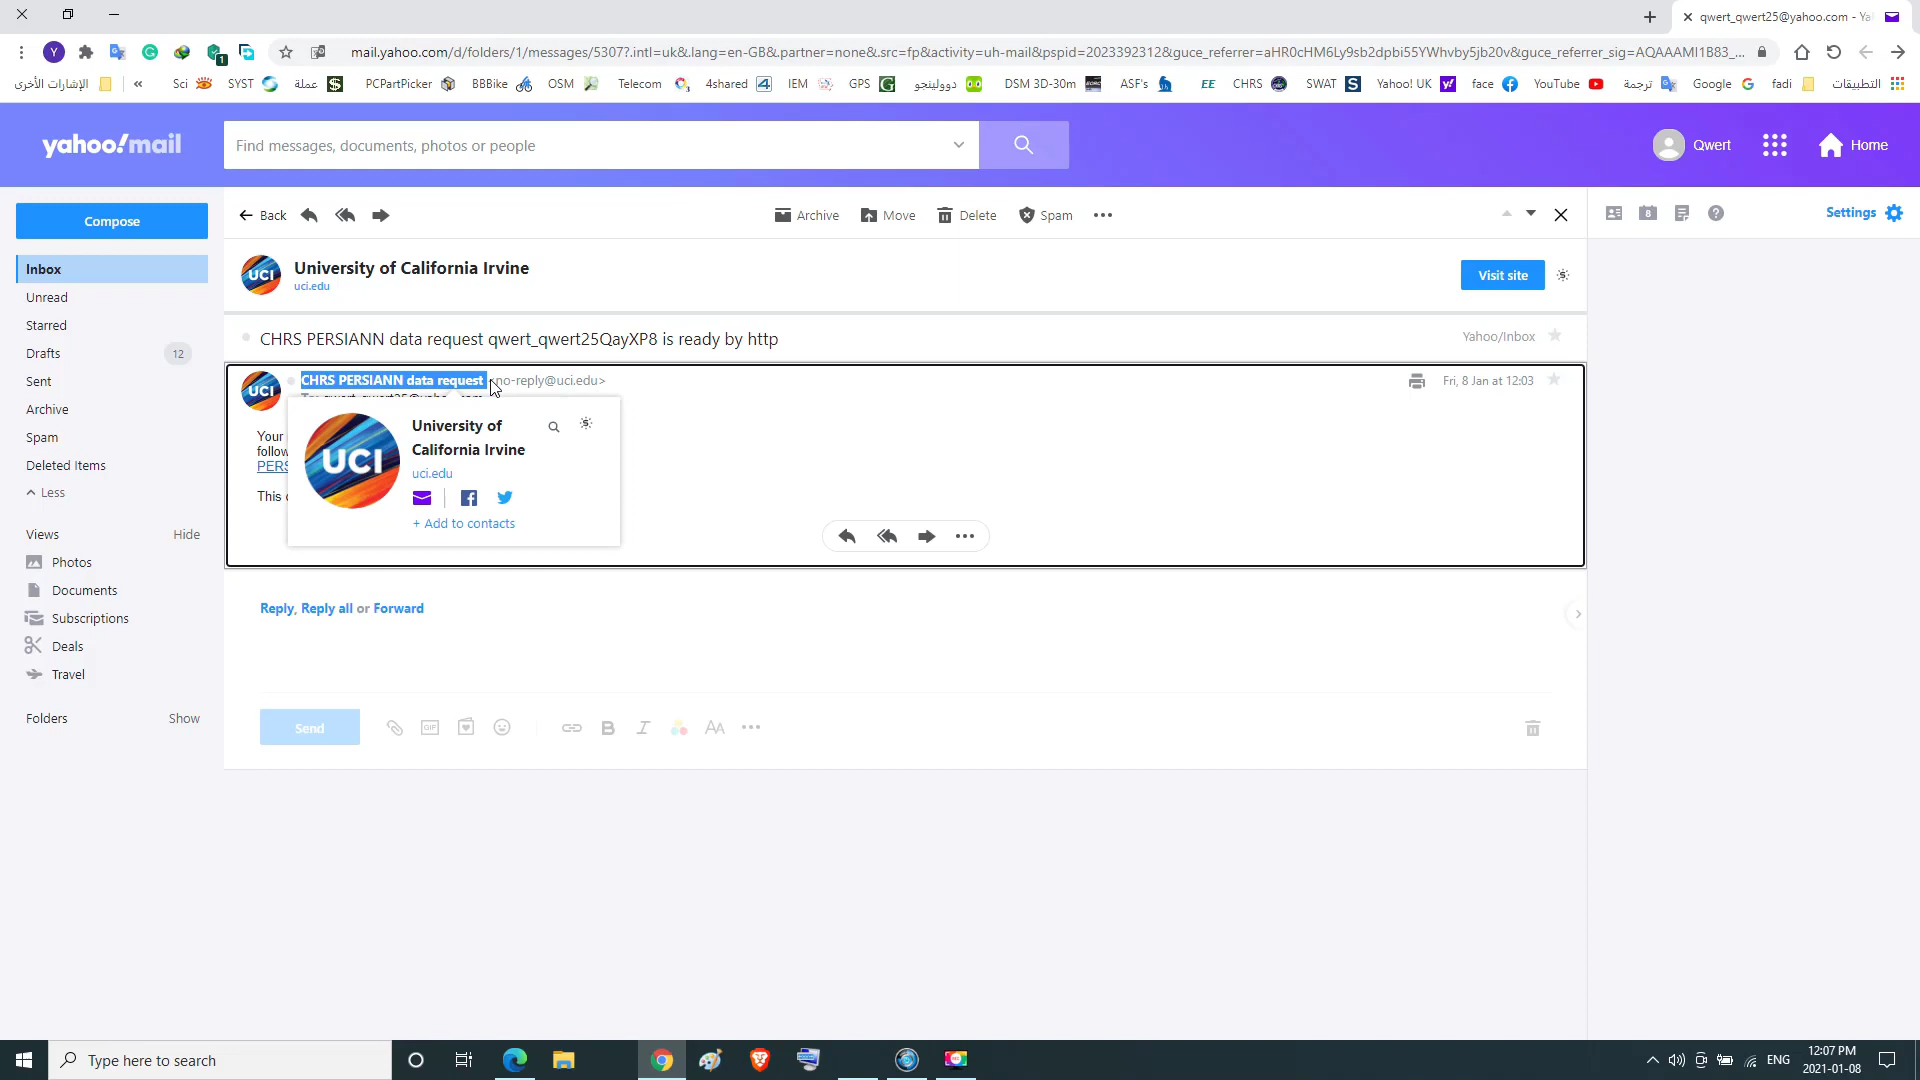 qwert_qwert25@yahoo.com - Ya
Y
1
mail.yahoo.com/d/folders/1/messages/5307?.intl=uk&.lang=en-GB&.partner=none&.src=fp&activity=uh-mail&pspid=2023392312&guce_referrer=aHR0cHM6Ly9sb2dpbi55YWhvby5jb20v&guce_referrer_sig=AQAAAMI1B83_...
الإشارات الأخرى
«
Sci
SYST
عملة
PCPartPicker
BBBike
OSM
Telecom
4shared
IEM
GPS
دوولينجو
DSM 3D-30m
ASF's
EE
CHRS
SWAT
Yahoo! UK
face
YouTube
ترجمة
Google
fadi
التطبيقات
yahoo!mail
Find messages, documents, photos or people
Qwert
Home
Compose
Back
Archive
Move
Delete
Spam
8
Settings
Inbox
Unread
Starred
Drafts
12
Sent
Archive
Spam
Deleted Items
Less
Views
Hide
Photos
Documents
Subscriptions
Deals
Travel
Folders
Show
UCI
University of California Irvine
uci.edu
Visit site
CHRS PERSIANN data request qwert_qwert25QayXP8 is ready by http
Yahoo/Inbox
UCI
CHRS PERSIANN data request <no-reply@uci.edu>
Fri, 8 Jan at 12:03
Your
follow
PERS
This
UCI
University of
California Irvine
uci.edu
+ Add to contacts
Reply, Reply all or Forward
Send
GIF
B
I
AA
Type here to search
ENG
12:07 PM
2021-01-08